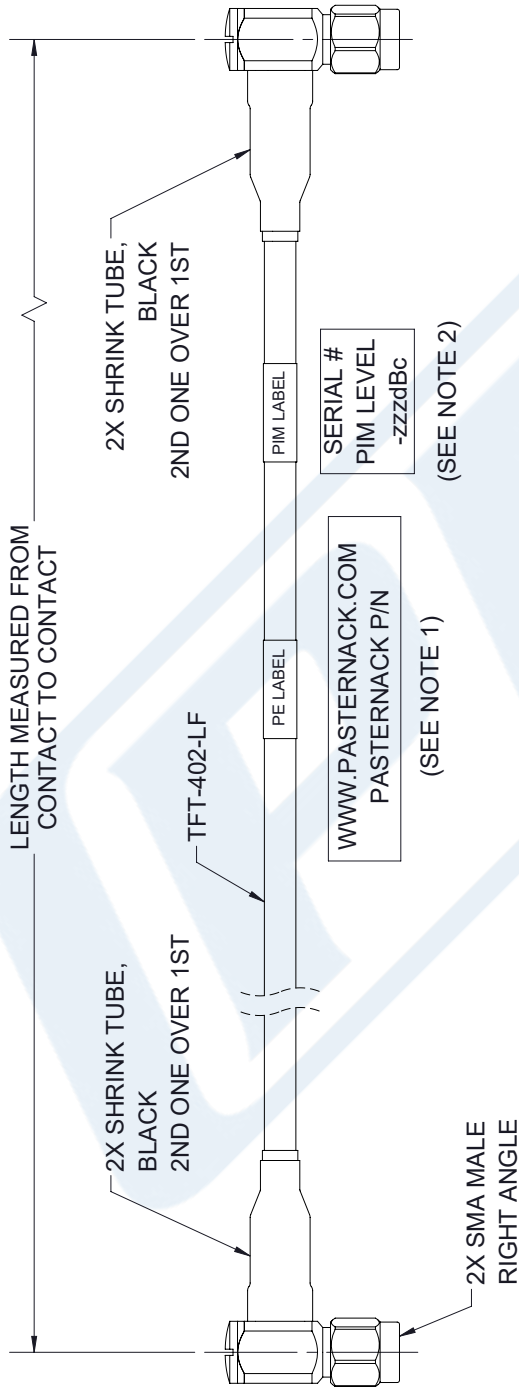 LENGTH MEASURED FROM
CONTACT TO CONTACT
2X SHRINK TUBE,
BLACK
2ND ONE OVER 1ST
2X SHRINK TUBE,
BLACK
2ND ONE OVER 1ST
TFT-402-LF
PE LABEL
PIM LABEL
WWW.PASTERNACK.COM
PASTERNACK P/N
(SEE NOTE 1)
SERIAL #
PIM LEVEL
-zzzdBc
(SEE NOTE 2)
2X SMA MALE
RIGHT ANGLE